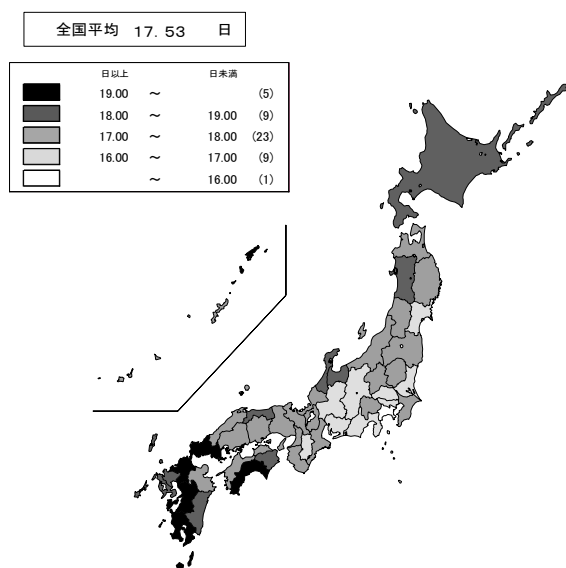 全国平均 17.53 日
日以上 日未満
19.00 ～ (5)
18.00 ～ 19.00 (9)
17.00 ～ 18.00 (23)
16.00 ～ 17.00 (9)
～ 16.00 (1)